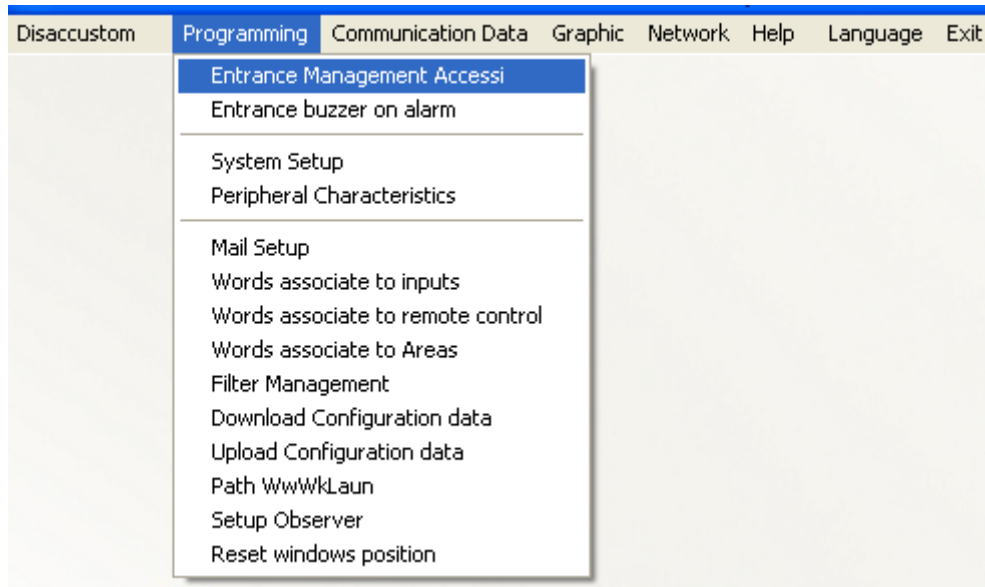 Disaccustom Programming Communication Data Graphic Network Help Language Exit
Entrance Management Accessi
Entrance buzzer on alarm
System Setup
Peripheral Characteristics
Mail Setup
Words associate to inputs
Words associate to remote control
Words associate to Areas
Filter Management
Download Configuration data
Upload Configuration data
Path WwWkLaun
Setup Observer
Reset windows position